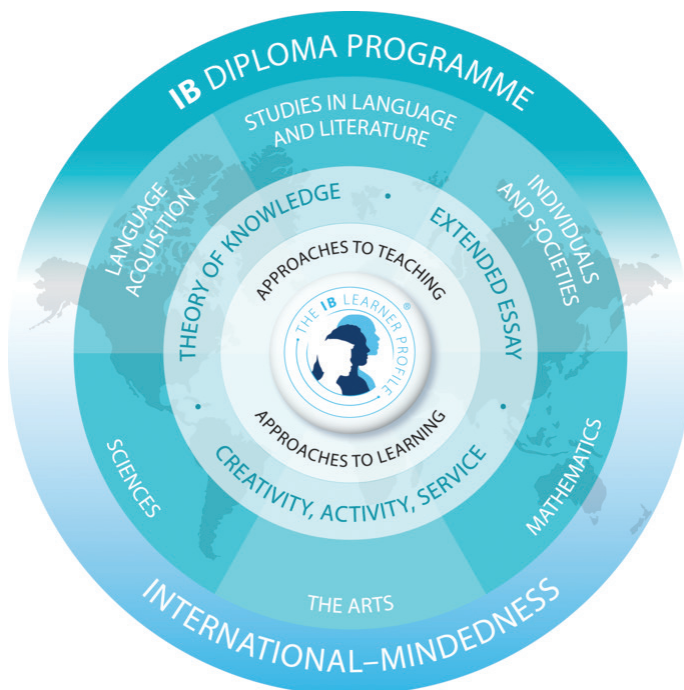 IB DIPLOMA PROGRAMME
STUDIES IN LANGUAGE
AND LITERATURE
LANGUAGE
ACQUISITION
INDIVIDUALS
AND SOCIETIES
THEORY OF KNOWLEDGE
•
EXTENDED ESSAY
APPROACHES TO TEACHING
THE IB LEARNER PROFILE
®
APPROACHES TO LEARNING
•
CREATIVITY, ACTIVITY, SERVICE
•
SCIENCES
MATHEMATICS
THE ARTS
INTERNATIONAL–MINDEDNESS